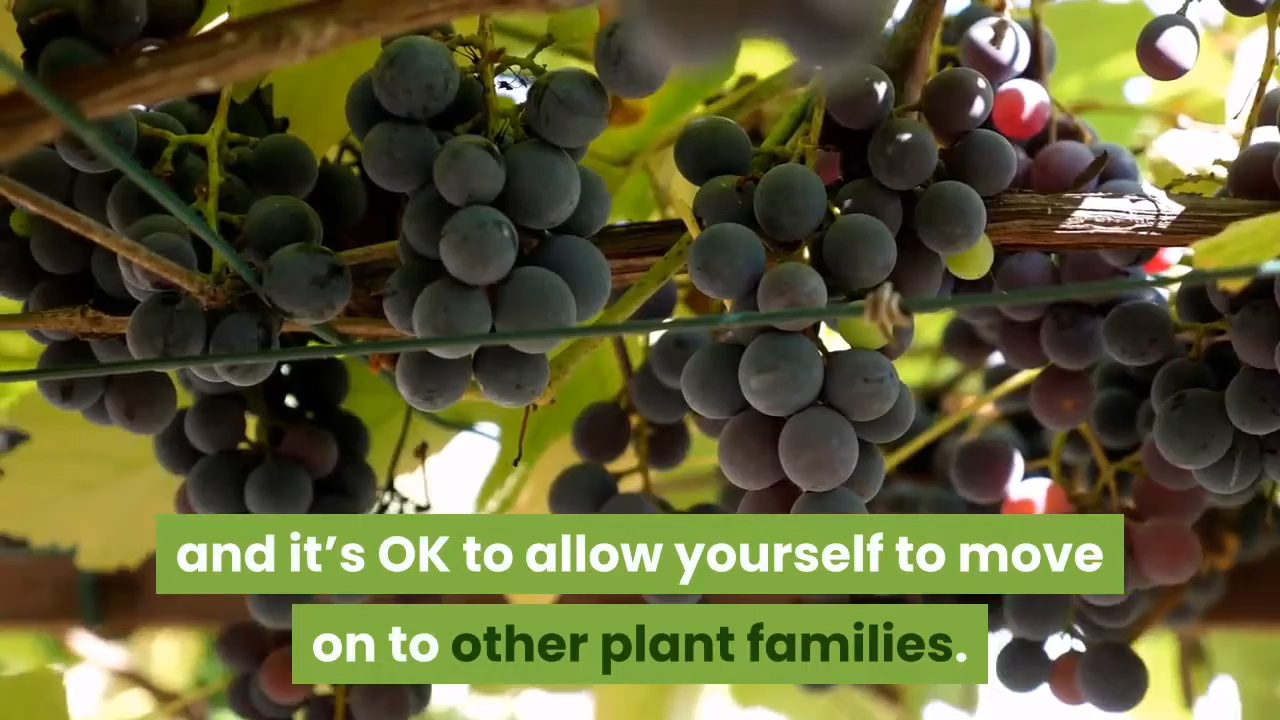 and it’s OK to allow yourself to move
on to other plant families.